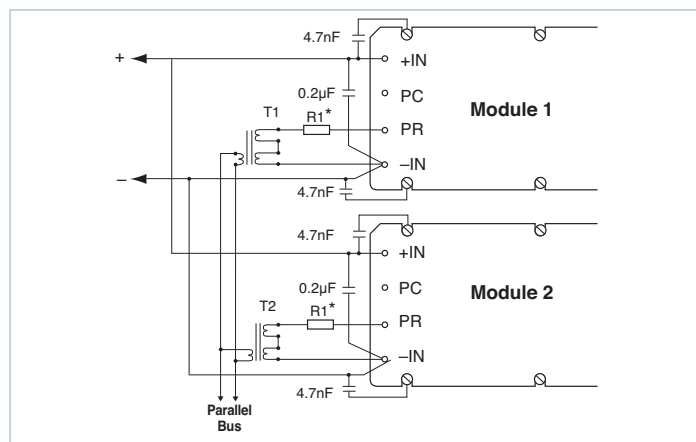 4.7nF
+
+IN
0.2µF
PC
Module 1
T1
R1*
PR
–IN
–
4.7nF
4.7nF
+IN
0.2µF
PC
Module 2
T2
R1*
PR
–IN
4.7nF
Parallel
Bus